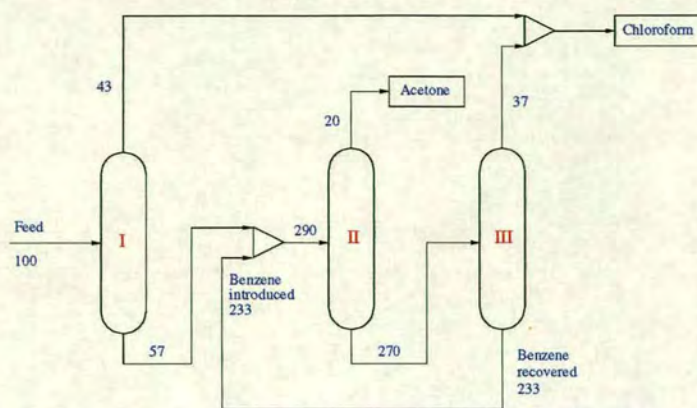 Chloroform
43
37
Acetone
20
Feed
100
I
290
II
III
Benzene
introduced
233
57
270
Benzene
recovered
233